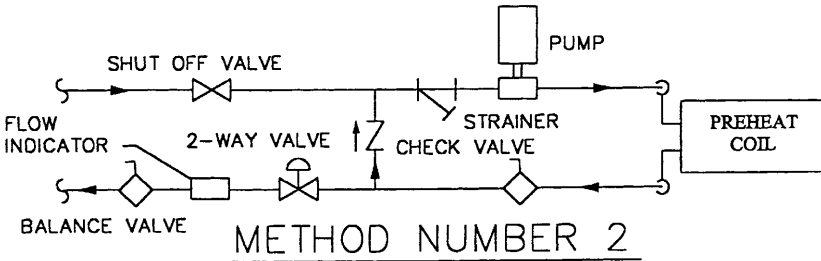 PUMP
SHUT OFF VALVE
STRAINER
PREHEAT
COIL
FLOW
INDICATOR
2-WAY VALVE
CHECK VALVE
BALANCE VALVE
METHOD NUMBER 2